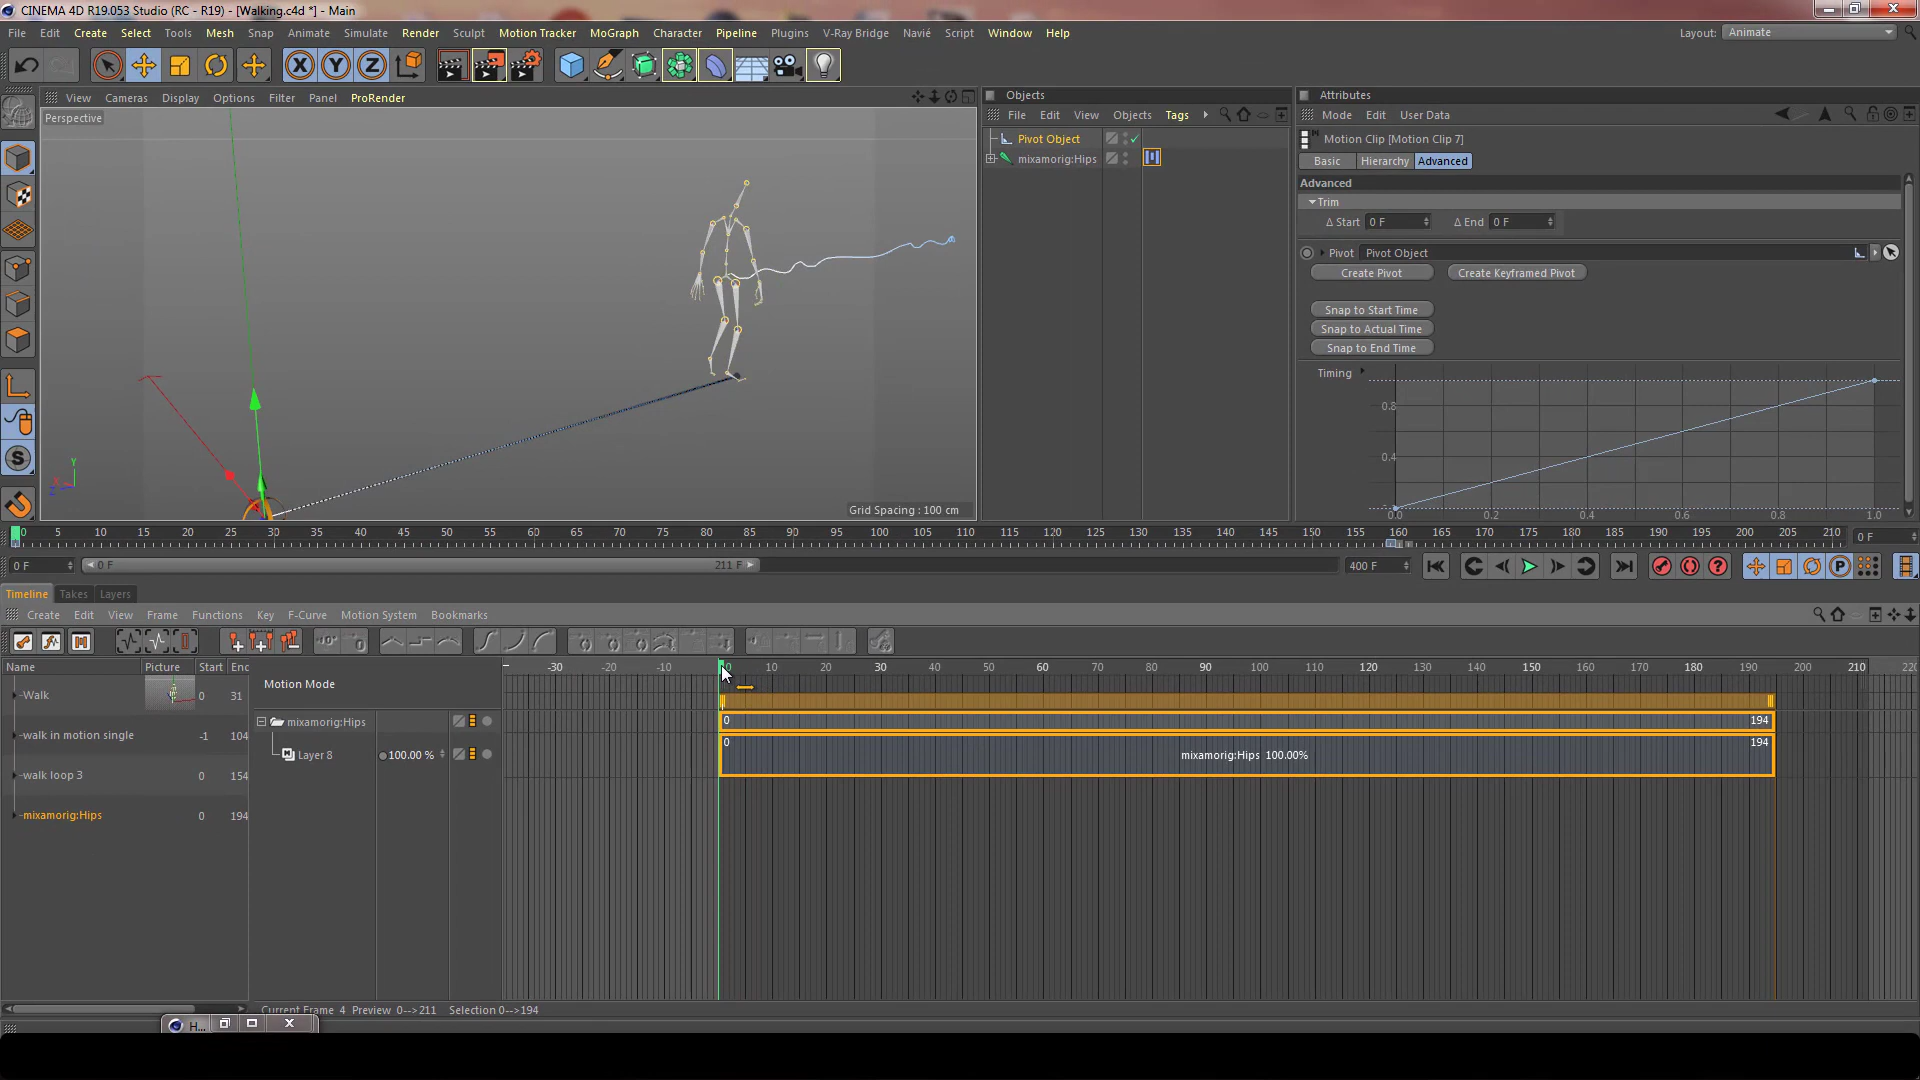 CINEMA 4D R19.053 Studio (RC - R19) - [Walking.c4d *] - Main
File Edit Create Select Tools Mesh Snap Animate Simulate Render Sculpt Motion Tracker MoGraph Character Pipeline Plugins V-Ray Bridge Navié Script Window Help Layout: Animate
View Cameras Display Options Filter Panel ProRender
Perspective
Y
X
Z
Grid Spacing : 100 cm
Objects
File Edit View Objects Tags
Pivot Object
mixamorig:Hips
Attributes
Mode Edit User Data
Motion Clip [Motion Clip 7]
Basic Hierarchy Advanced
Advanced
Trim
Δ Start 0 F Δ End 0 F
Pivot Pivot Object
Create Pivot Create Keyframed Pivot
Snap to Start Time
Snap to Actual Time
Snap to End Time
Timing
0.8
0.4
0.0 0.2 0.4 0.6 0.8 1.0
0 5 10 15 20 25 30 35 40 45 50 55 60 65 70 75 80 85 90 95 100 105 110 115 120 125 130 135 140 145 150 155 160 165 170 175 180 185 190 195 200 205 210 0 F
0 F 0 F 211 F 400 F
Timeline Takes Layers
Create Edit View Frame Functions Key F-Curve Motion System Bookmarks
Name Picture Start Enc
Walk 0 31
walk in motion single -1 104
walk loop 3 0 154
mixamorig:Hips 0 194
Motion Mode
mixamorig:Hips
Layer 8 100.00 %
-30 -20 -10 0 10 20 30 40 50 60 70 80 90 100 110 120 130 140 150 160 170 180 190 200 210 220
0 194
0 194
mixamorig:Hips 100.00%
Current Frame 4 Preview 0-->211 Selection 0-->194
H...